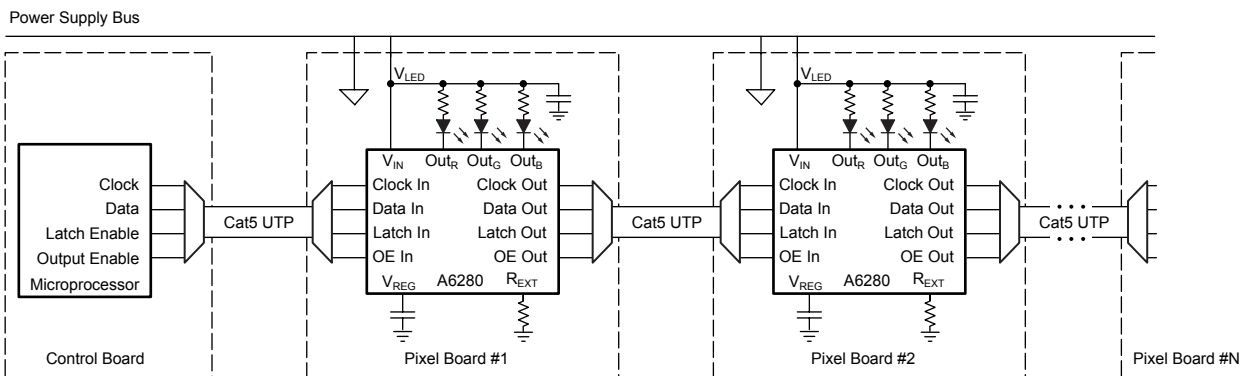 Power Supply Bus
Clock
Data
Latch Enable
Output Enable
Microprocessor
Control Board
Cat5 UTP
VLED
VIN OutR OutG OutB
Clock In Clock Out
Data In Data Out
Latch In Latch Out
OE In OE Out
VREG A6280 REXT
Pixel Board #1
Cat5 UTP
VLED
VIN OutR OutG OutB
Clock In Clock Out
Data In Data Out
Latch In Latch Out
OE In OE Out
VREG A6280 REXT
Pixel Board #2
Cat5 UTP
Pixel Board #N